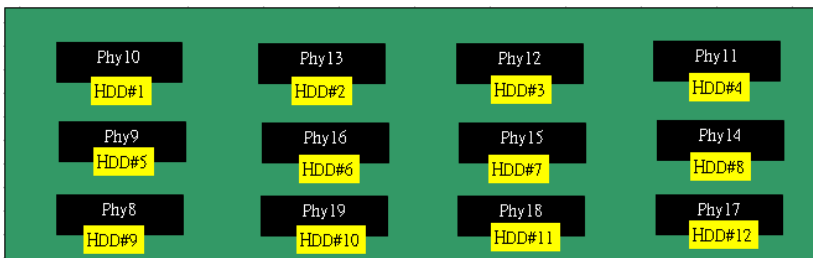 Phy10 Phy13 Phy12 Phy11
HDD#1 HDD#2 HDD#3 HDD#4
Phy9 Phy16 Phy15 Phy14
HDD#5 HDD#6 HDD#7 HDD#8
Phy8 Phy19 Phy18 Phy17
HDD#9 HDD#10 HDD#11 HDD#12